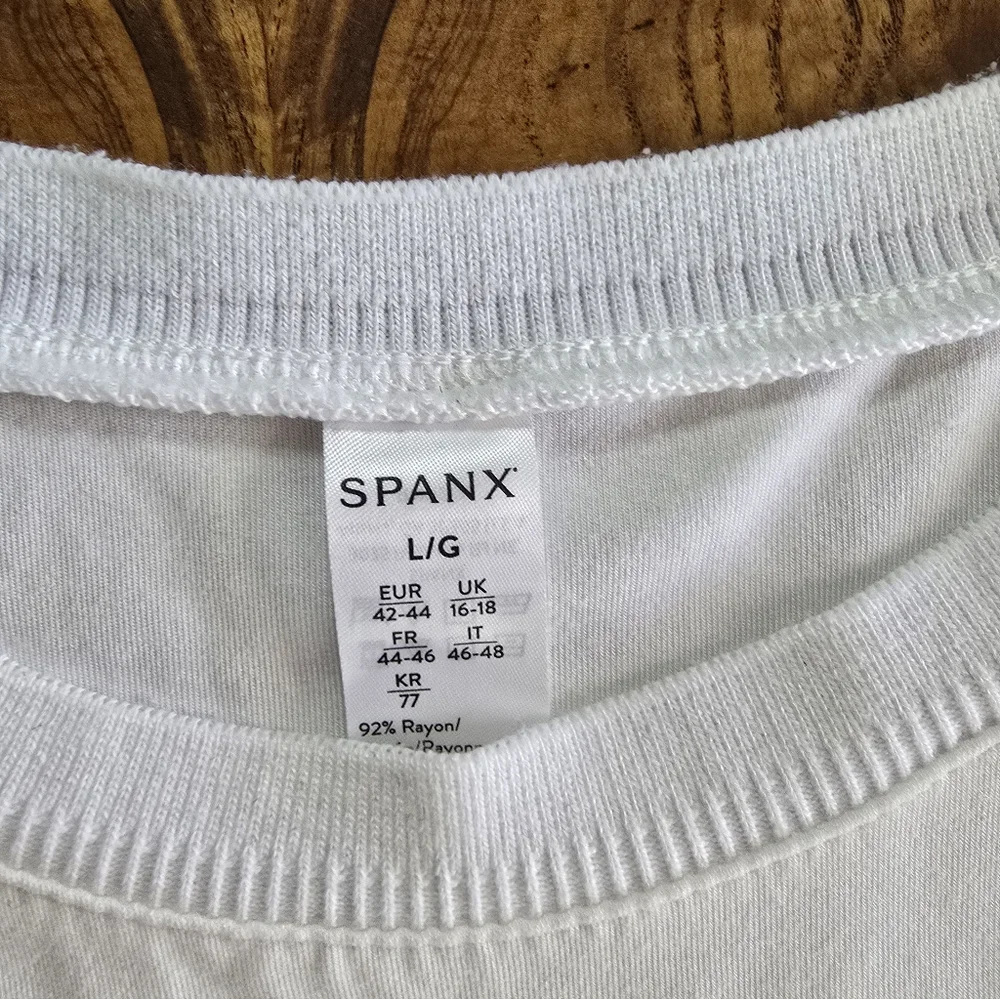 SPANX
L/G
EUR UK
42-44 16-18
FR IT
44-46 46-48
KR
77
92% Rayon/